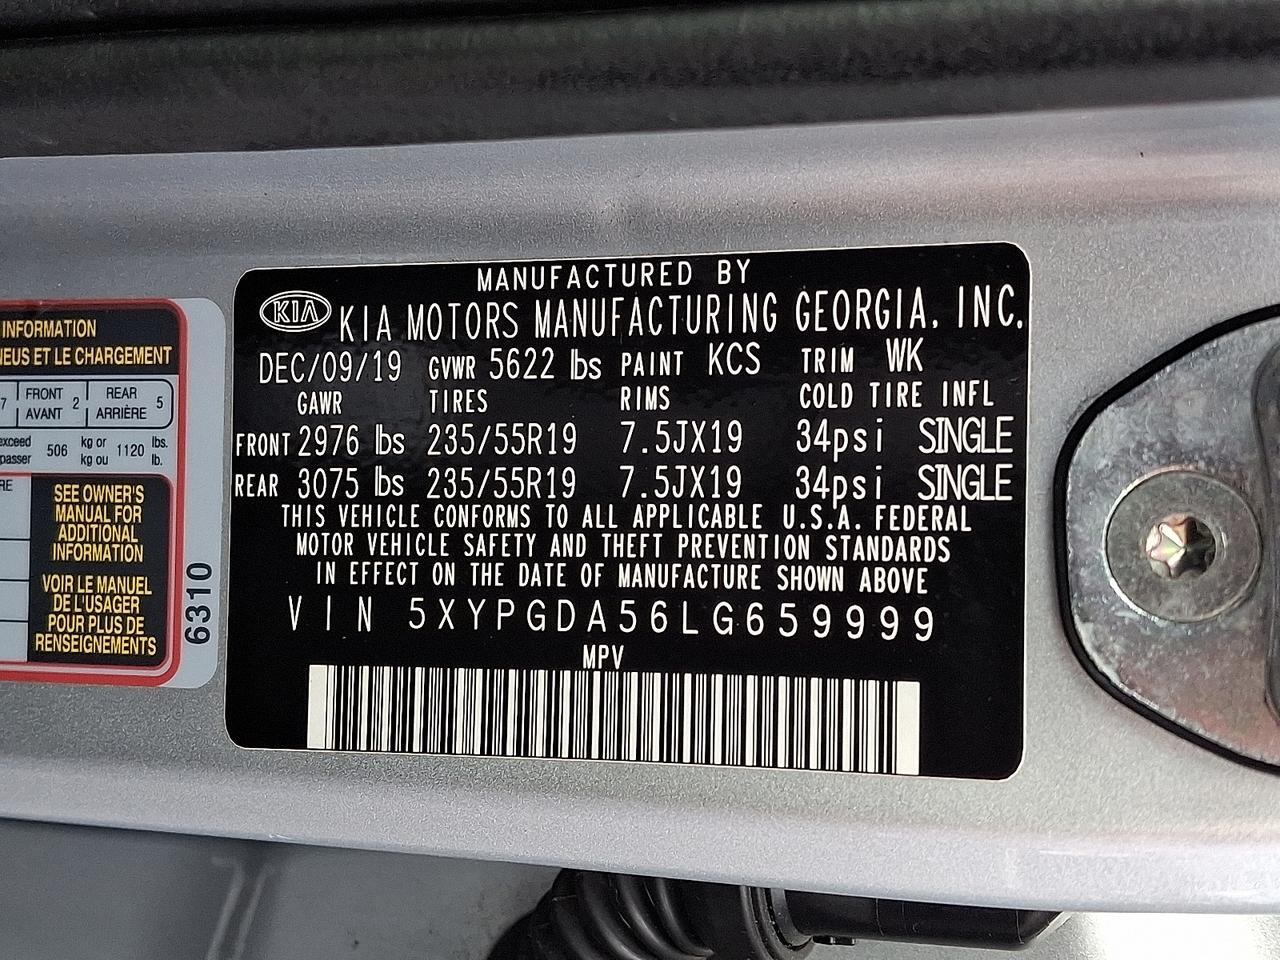 MANUFACTURED BY
KIA KIA MOTORS MANUFACTURING GEORGIA, INC.
DEC/09/19 GVWR 5622 lbs PAINT KCS TRIM WK
GAWR TIRES RIMS COLD TIRE INFL
FRONT 2976 lbs 235/55R19 7.5JX19 34psi SINGLE
REAR 3075 lbs 235/55R19 7.5JX19 34psi SINGLE
THIS VEHICLE CONFORMS TO ALL APPLICABLE U.S.A. FEDERAL
MOTOR VEHICLE SAFETY AND THEFT PREVENTION STANDARDS
IN EFFECT ON THE DATE OF MANUFACTURE SHOWN ABOVE
VIN 5XYPGDA56LG659999
MPV
INFORMATION
NEUS ET LE CHARGEMENT
7 FRONT 2 REAR 5
AVANT ARRIÈRE
exceed 506 kg or 1120 lbs.
passer kg ou lb.
RE
SEE OWNER'S
MANUAL FOR
ADDITIONAL
INFORMATION
VOIR LE MANUEL
DE L'USAGER
POUR PLUS DE
RENSEIGNEMENTS
6310